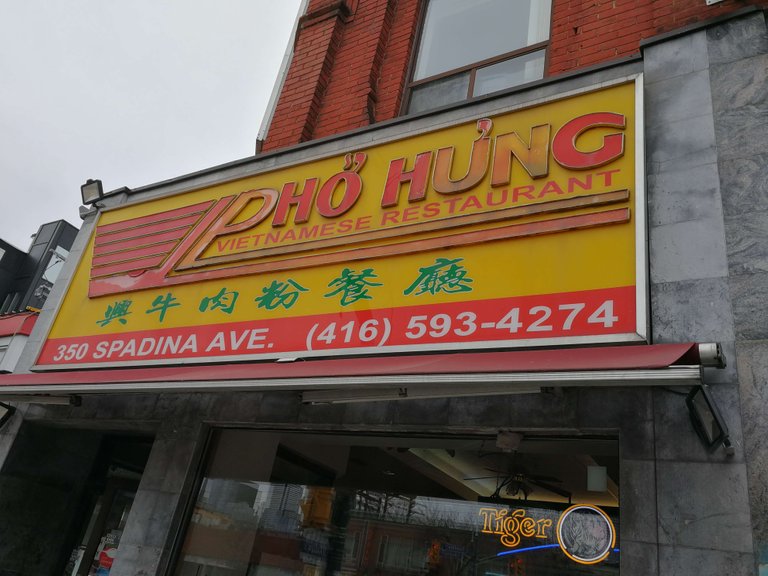 PHỞ HƯNG
VIETNAMESE RESTAURANT
興牛肉粉餐廳
350 SPADINA AVE. (416) 593-4274
Tiger